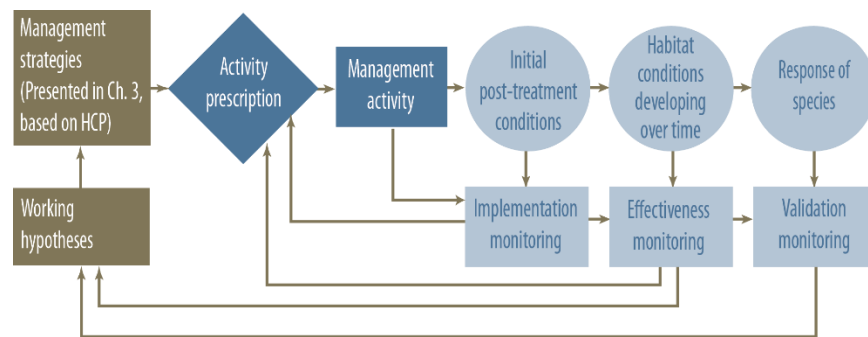 Management
strategies
(Presented in Ch. 3,
based on HCP)
Activity
prescription
Management
activity
Initial
post-treatment
conditions
Habitat
conditions
developing
over time
Response of
species
Working
hypotheses
Implementation
monitoring
Effectiveness
monitoring
Validation
monitoring